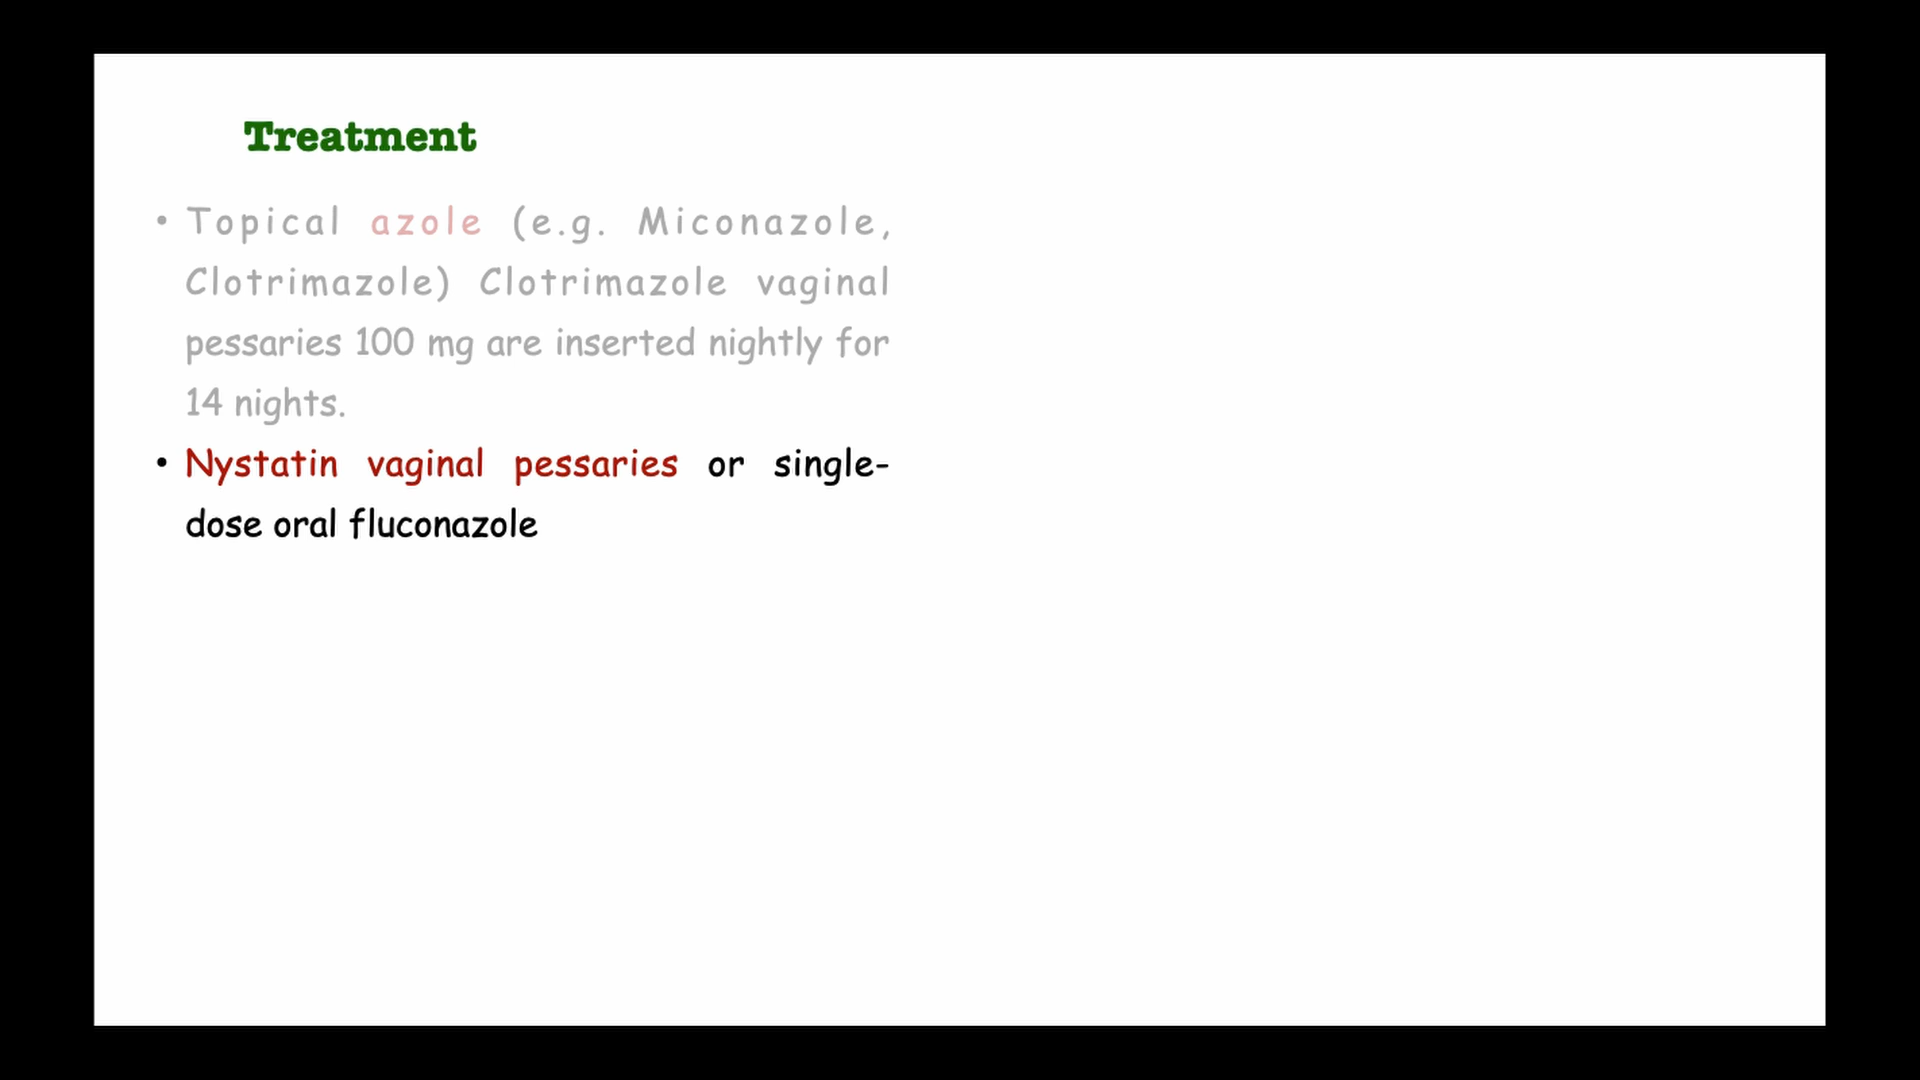 Treatment
• Topical azole (e.g. Miconazole,
Clotrimazole) Clotrimazole vaginal
pessaries 100 mg are inserted nightly for
14 nights.
• Nystatin vaginal pessaries or single-
dose oral fluconazole